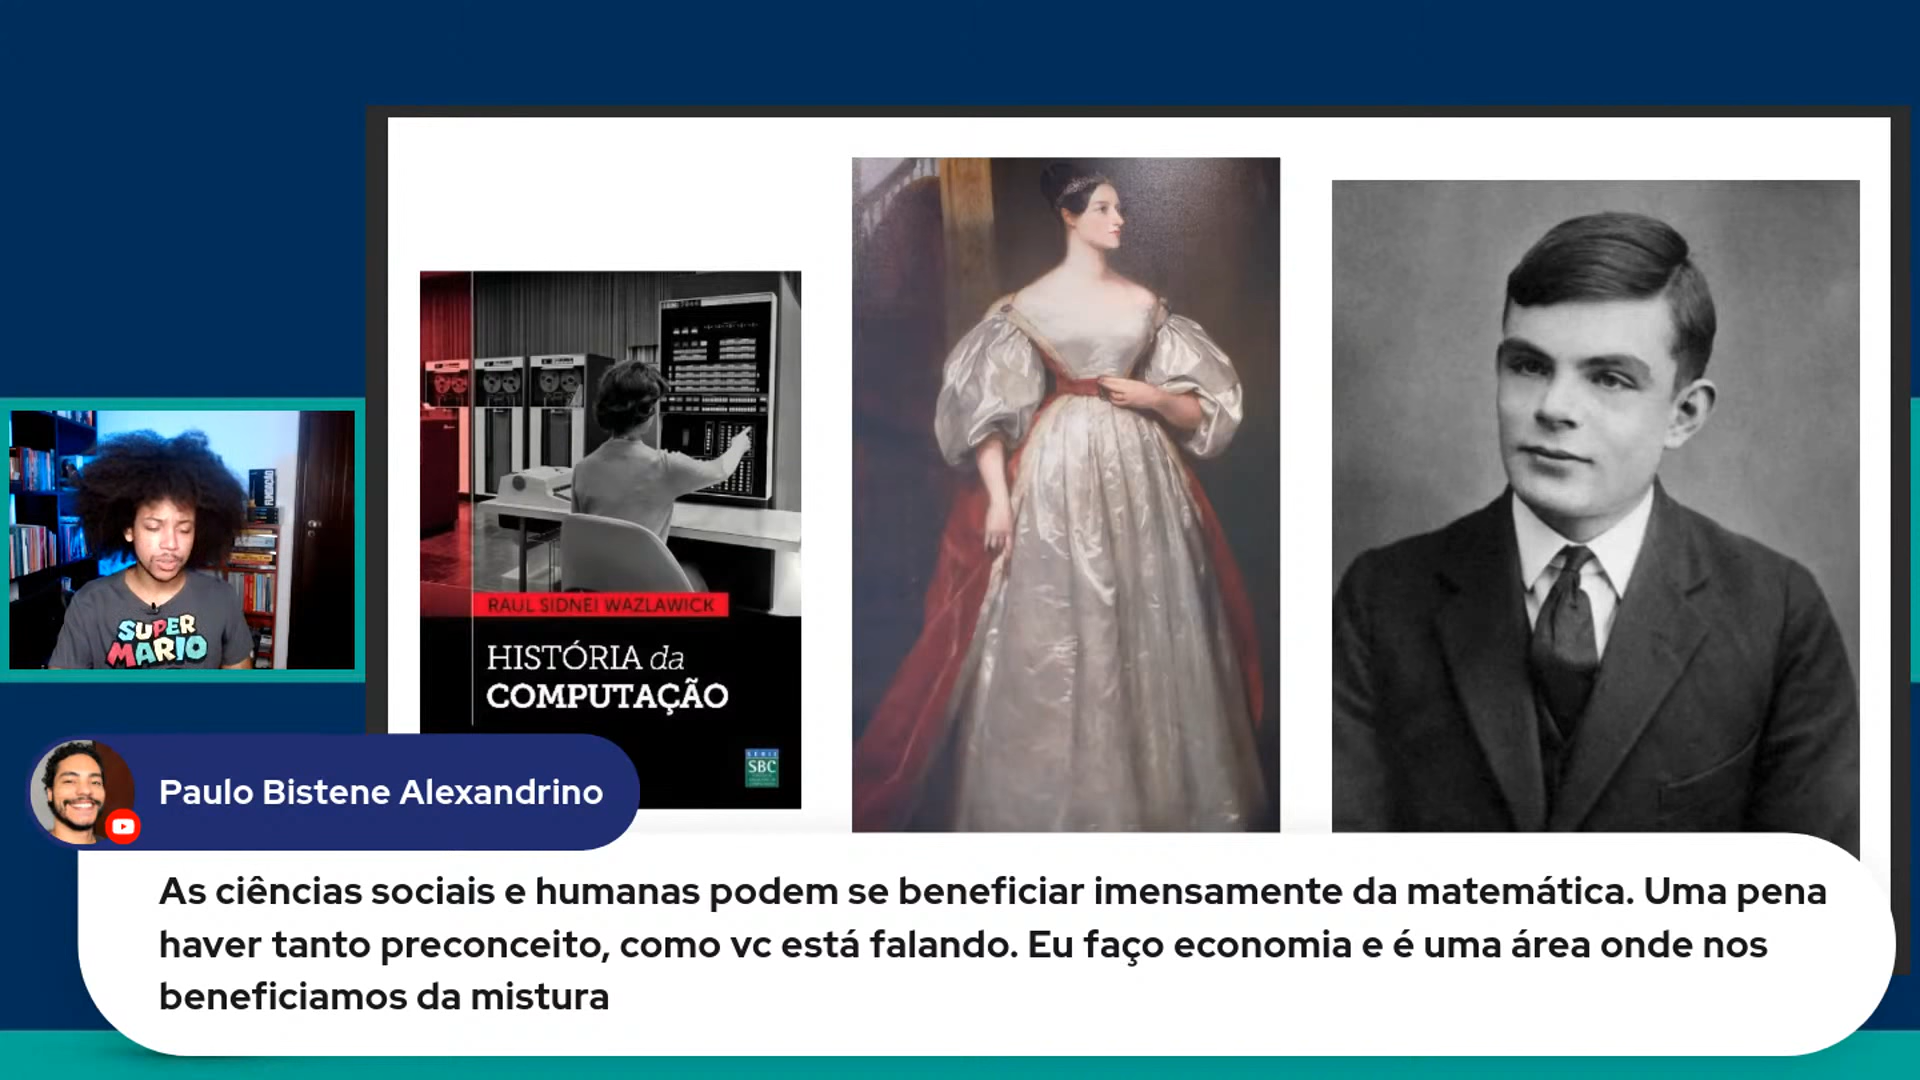 FUNDAÇÃO
SUPER
MARIO
RAUL SIDNEI WAZLAWICK
HISTÓRIA da
COMPUTAÇÃO
SÉRIE
SBC
Paulo Bistene Alexandrino
As ciências sociais e humanas podem se beneficiar imensamente da matemática. Uma pena
haver tanto preconceito, como vc está falando. Eu faço economia e é uma área onde nos
beneficiamos da mistura